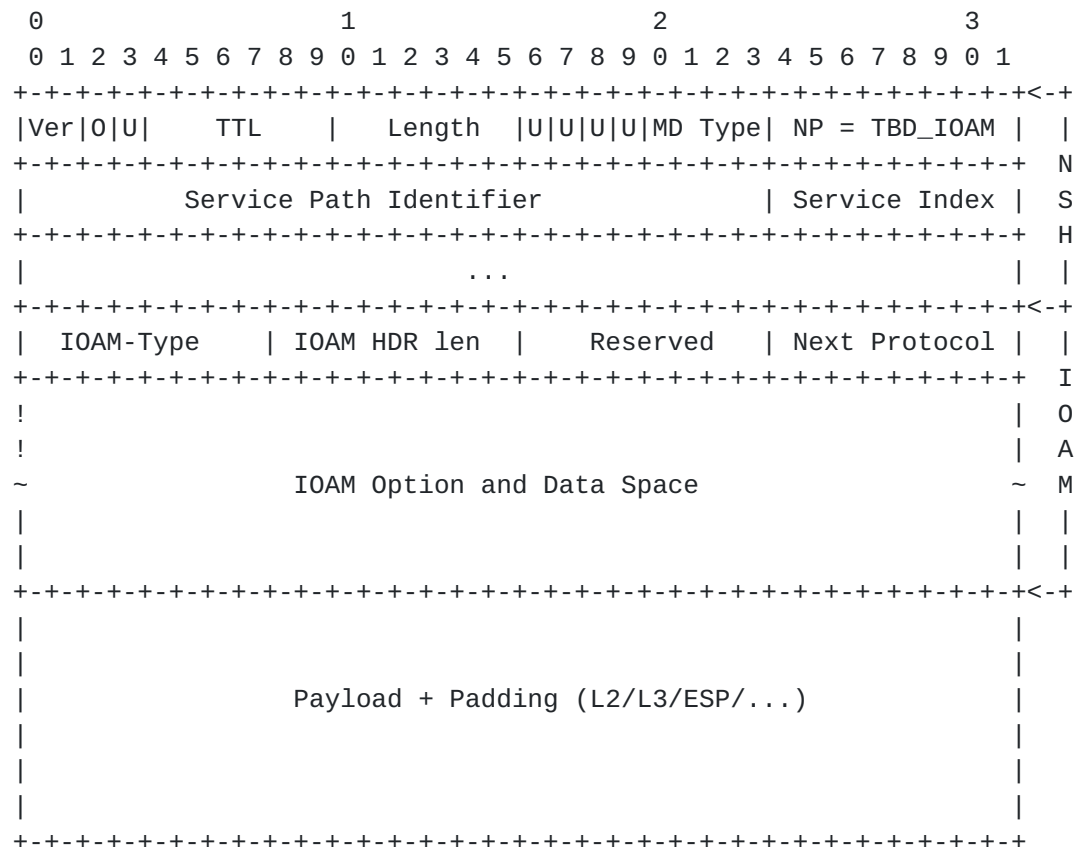 0                   1                   2                   3
 0 1 2 3 4 5 6 7 8 9 0 1 2 3 4 5 6 7 8 9 0 1 2 3 4 5 6 7 8 9 0 1
+-+-+-+-+-+-+-+-+-+-+-+-+-+-+-+-+-+-+-+-+-+-+-+-+-+-+-+-+-+-+-+-+<-+
|Ver|O|U|    TTL    |   Length  |U|U|U|U|MD Type| NP = TBD_IOAM |  |
+-+-+-+-+-+-+-+-+-+-+-+-+-+-+-+-+-+-+-+-+-+-+-+-+-+-+-+-+-+-+-+-+  N
|          Service Path Identifier              | Service Index |  S
+-+-+-+-+-+-+-+-+-+-+-+-+-+-+-+-+-+-+-+-+-+-+-+-+-+-+-+-+-+-+-+-+  H
|                            ...                                |  |
+-+-+-+-+-+-+-+-+-+-+-+-+-+-+-+-+-+-+-+-+-+-+-+-+-+-+-+-+-+-+-+-+<-+
|  IOAM-Type    | IOAM HDR len  |    Reserved   | Next Protocol |  |
+-+-+-+-+-+-+-+-+-+-+-+-+-+-+-+-+-+-+-+-+-+-+-+-+-+-+-+-+-+-+-+-+  I
!                                                               |  O
!                                                               |  A
~                 IOAM Option and Data Space                    ~  M
|                                                               |  |
|                                                               |  |
+-+-+-+-+-+-+-+-+-+-+-+-+-+-+-+-+-+-+-+-+-+-+-+-+-+-+-+-+-+-+-+-+<-+
|                                                               |
|                                                               |
|                 Payload + Padding (L2/L3/ESP/...)             |
|                                                               |
|                                                               |
|                                                               |
+-+-+-+-+-+-+-+-+-+-+-+-+-+-+-+-+-+-+-+-+-+-+-+-+-+-+-+-+-+-+-+-+